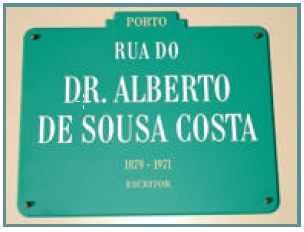 PORTO
RUA DO
DR. ALBERTO
DE SOUSA COSTA
1879 - 1971
ESCRITOR